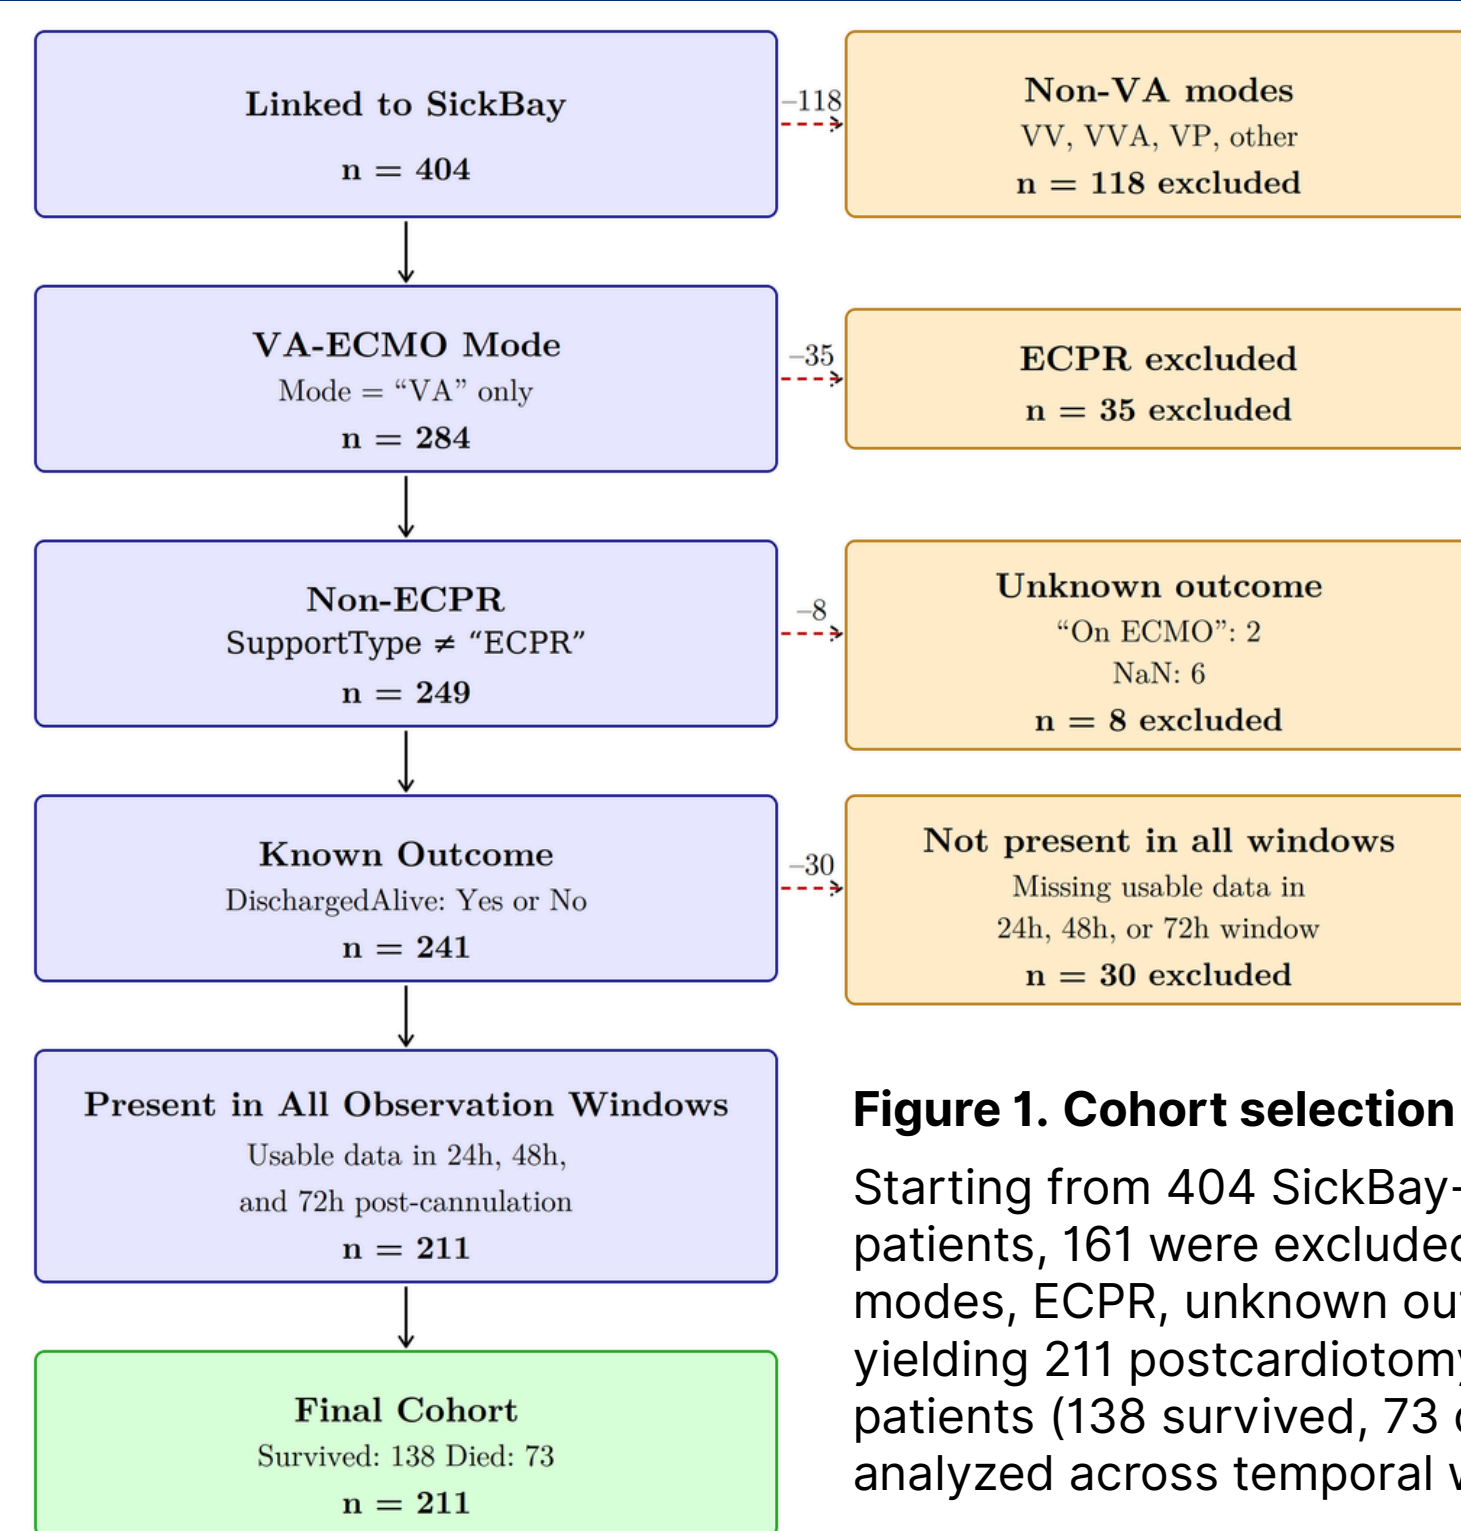 Linked to SickBay
n = 404
–118
Non-VA modes
VV, VVA, VP, other
n = 118 excluded
VA-ECMO Mode
Mode = “VA” only
n = 284
–35
ECPR excluded
n = 35 excluded
Non-ECPR
SupportType ≠ “ECPR”
n = 249
–8
Unknown outcome
“On ECMO”: 2
NaN: 6
n = 8 excluded
Known Outcome
DischargedAlive: Yes or No
n = 241
–30
Not present in all windows
Missing usable data in
24h, 48h, or 72h window
n = 30 excluded
Present in All Observation Windows
Usable data in 24h, 48h,
and 72h post-cannulation
n = 211
Final Cohort
Survived: 138 Died: 73
n = 211
Figure 1. Cohort selection
Starting from 404 SickBay-
patients, 161 were excluded
modes, ECPR, unknown
yielding 211 postcardiotomy
patients (138 survived, 73
analyzed across temporal